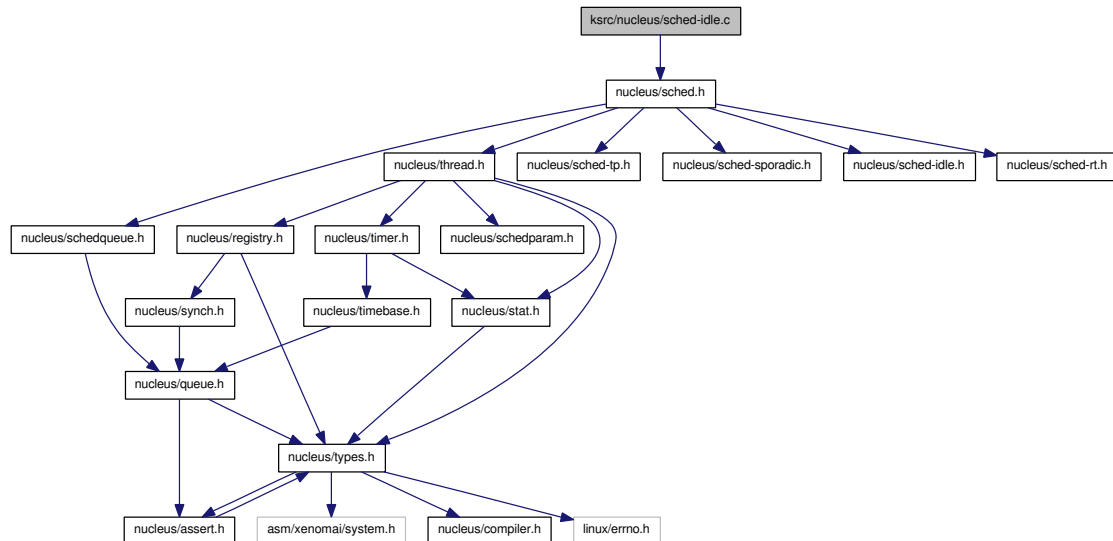 ksrc/nucleus/sched-idle.c
nucleus/sched.h
nucleus/thread.h
nucleus/sched-tp.h
nucleus/sched-sporadic.h
nucleus/sched-idle.h
nucleus/sched-rt.h
nucleus/schedqueue.h
nucleus/registry.h
nucleus/timer.h
nucleus/schedparam.h
nucleus/synch.h
nucleus/timebase.h
nucleus/stat.h
nucleus/queue.h
nucleus/types.h
nucleus/assert.h
asm/xenomai/system.h
nucleus/compiler.h
linux/errno.h